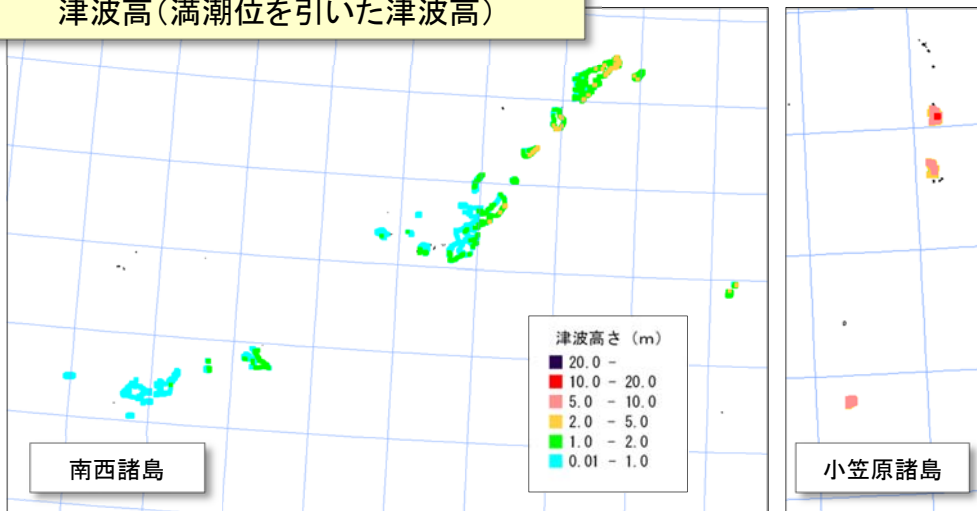 津波高(満潮位を引いた津波高)
津波高さ (m)
20.0 -
10.0 - 20.0
5.0 - 10.0
2.0 - 5.0
1.0 - 2.0
0.01 - 1.0
南西諸島
小笠原諸島